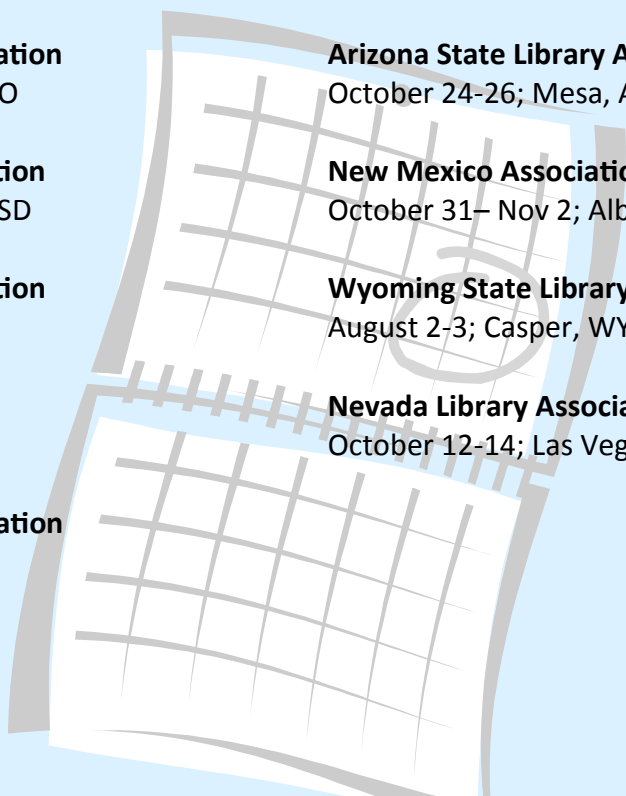 ation
O
tion
SD
tion
ation
Arizona State Library A
October 24-26; Mesa, A
New Mexico Associatio
October 31– Nov 2; Alb
Wyoming State Library
August 2-3; Casper, WY
Nevada Library Associa
October 12-14; Las Veg